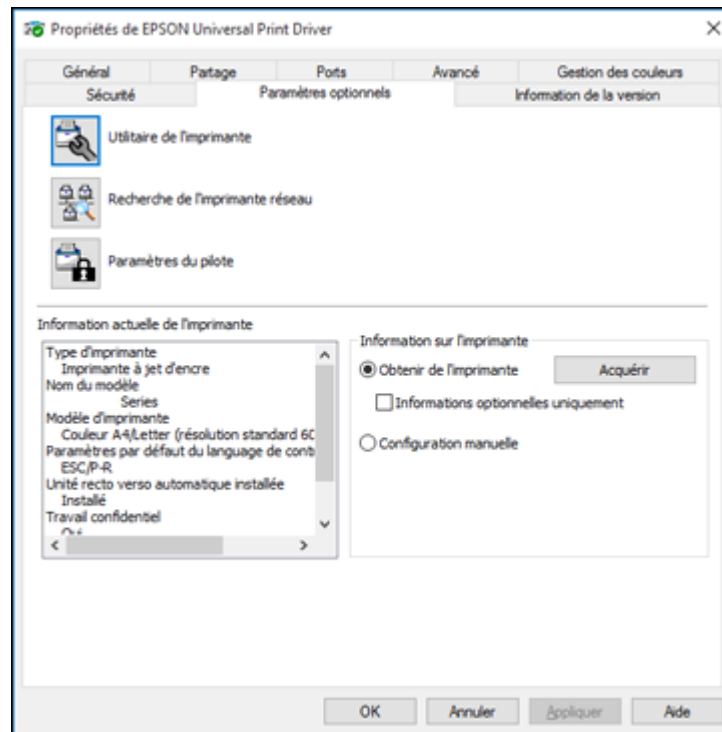 Propriétés de EPSON Universal Print Driver
Général Partage Ports Avancé Gestion des couleurs
Sécurité Paramètres optionnels Information de la version
Utilitaire de l'imprimante
Recherche de l'imprimante réseau
Paramètres du pilote
Information actuelle de l'imprimante
Type d'imprimante
Imprimante à jet d'encre
Nom du modèle
Series
Modèle d'imprimante
Couleur A4/Letter (résolution standard 60
Paramètres par défaut du language de cont
ESC/P-R
Unité recto verso automatique installée
Installé
Travail confidentiel
Information sur l'imprimante
Obtenir de l'imprimante Acquérir
Informations optionnelles uniquement
Configuration manuelle
OK Annuler Appliquer Aide